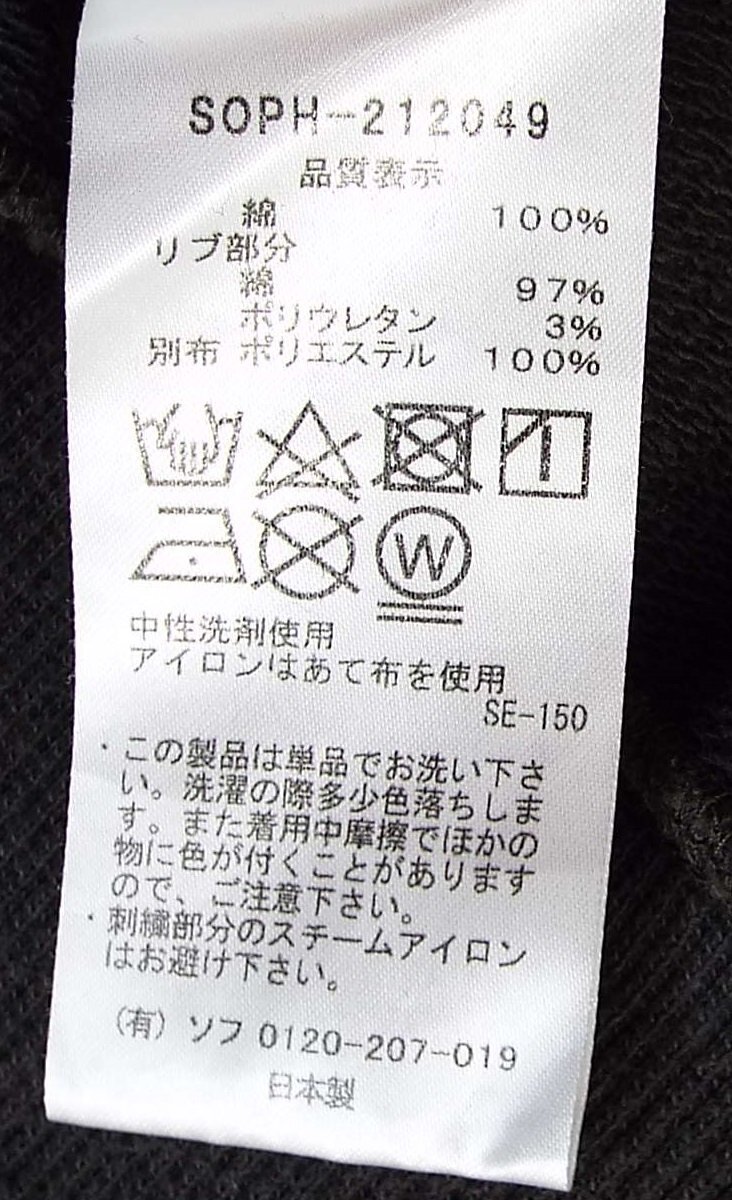 SOPH-212049
品質表示
綿 100%
リブ部分
綿 97%
ポリウレタン 3%
別布 ポリエステル 100%
W
中性洗剤使用
アイロンはあて布を使用
SE-150
・この製品は単品でお洗い下さ
い。洗濯の際多少色落ちしま
す。また着用中摩擦でほかの
物に色が付くことがあります
ので、ご注意下さい。
・刺繍部分のスチームアイロン
はお避け下さい。
(有) ソフ 0120-207-019
日本製